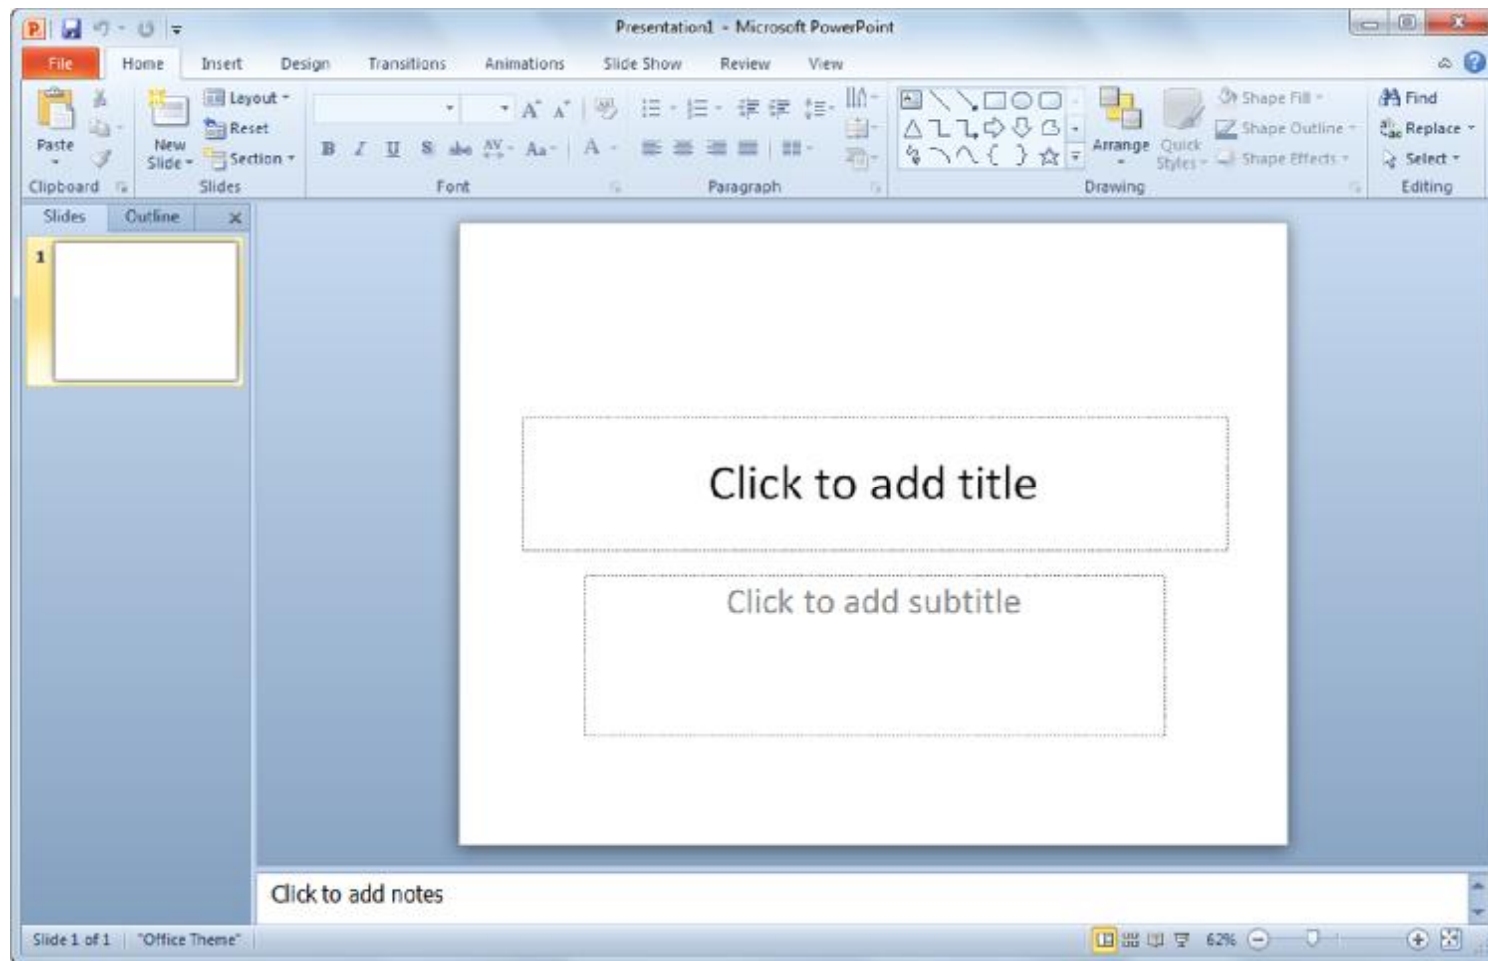 Presentation1 - Microsoft PowerPoint
File Home Insert Design Transitions Animations Slide Show Review View
Paste
Clipboard
New Slide
Layout
Reset
Section
Slides
B I U S abc AV Aa A
Font
Paragraph
Arrange
Quick Styles
Shape Fill
Shape Outline
Shape Effects
Drawing
Find
Replace
Select
Editing
Slides Outline
1
Click to add title
Click to add subtitle
Click to add notes
Slide 1 of 1 "Office Theme" 62%